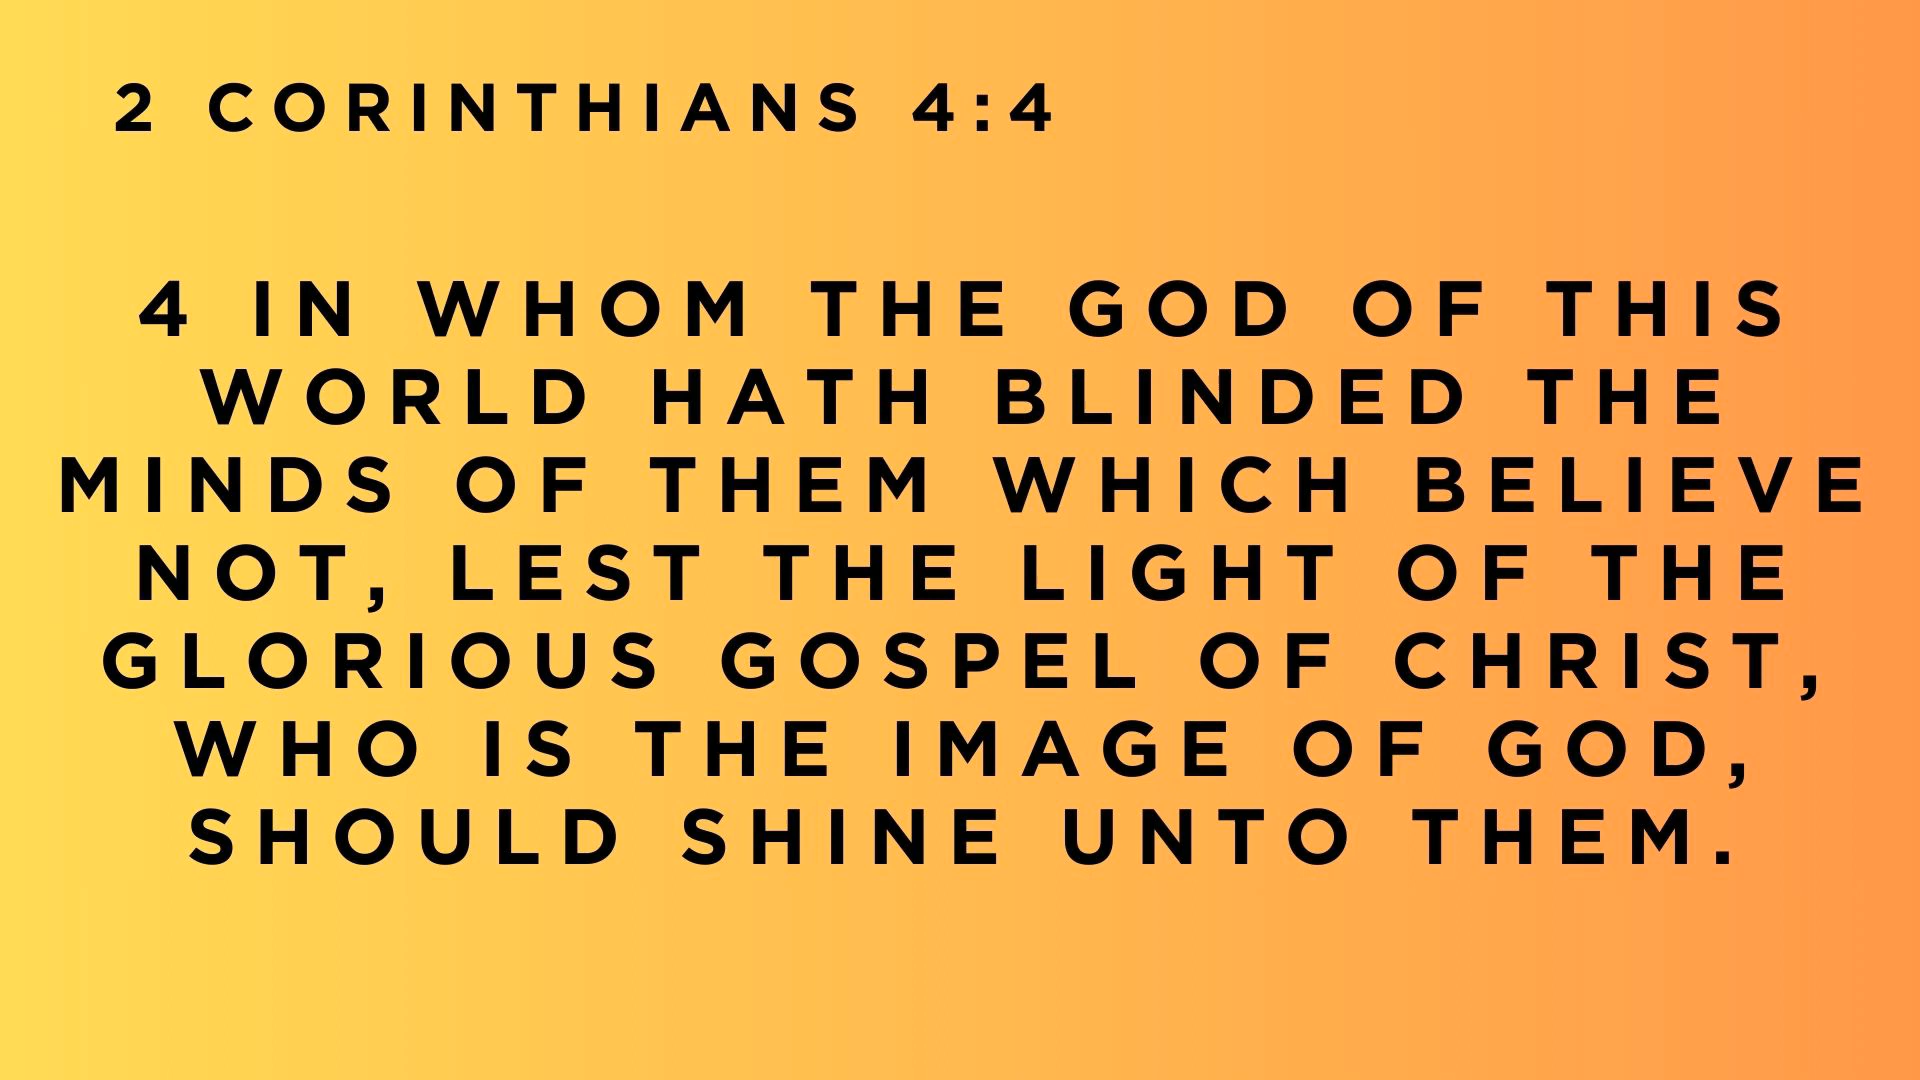 2 CORINTHIANS 4:4
4 IN WHOM THE GOD OF THIS
WORLD HATH BLINDED THE
MINDS OF THEM WHICH BELIEVE
NOT, LEST THE LIGHT OF THE
GLORIOUS GOSPEL OF CHRIST,
WHO IS THE IMAGE OF GOD,
SHOULD SHINE UNTO THEM.